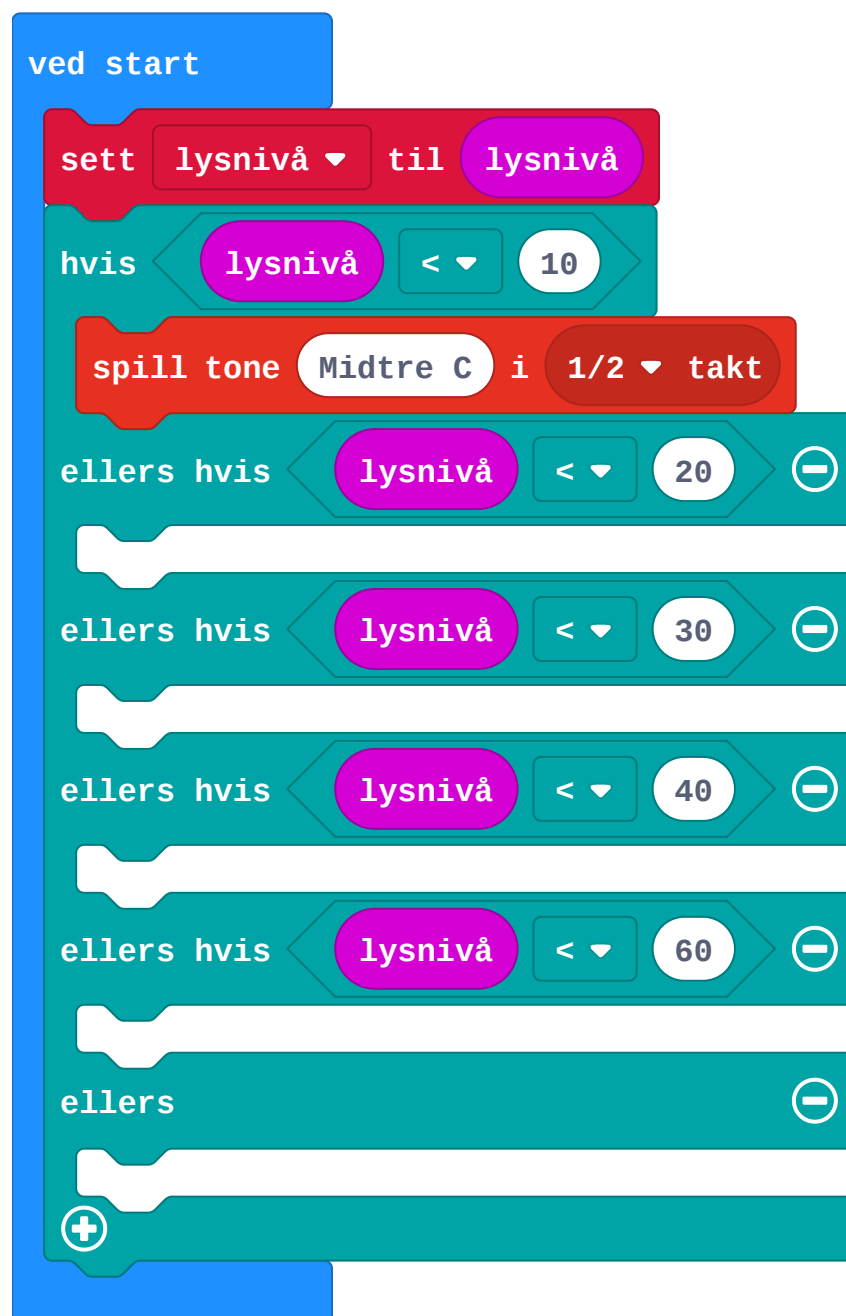 ved start
sett lysnivå til lysnivå
hvis lysnivå < 10
spill tone Midtre C i 1/2 takt
ellers hvis lysnivå < 20
ellers hvis lysnivå < 30
ellers hvis lysnivå < 40
ellers hvis lysnivå < 60
ellers